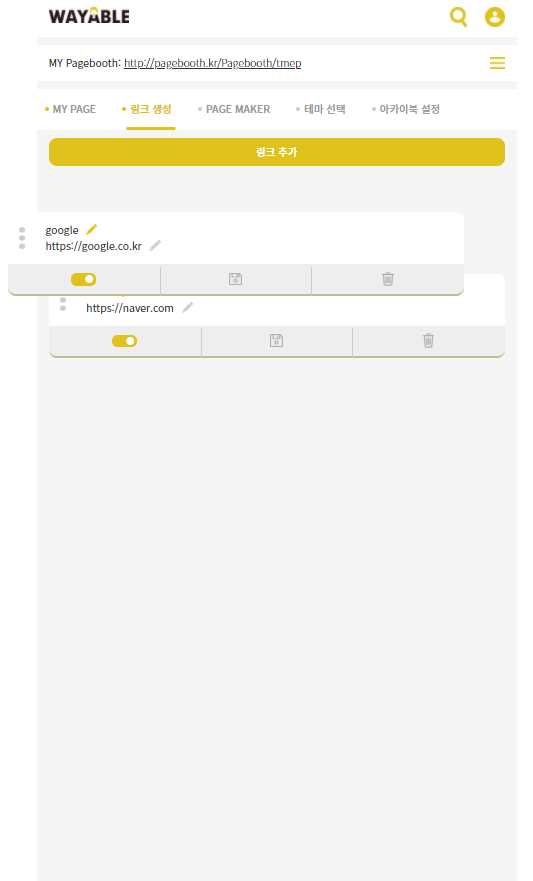 WAYABLE
MY Pagebooth: http://pagebooth.kr/Pagebooth/tmep
MY PAGE 링크 생성 PAGE MAKER 테마 선택 아카이북 설정
링크 추가
google
https://google.co.kr
https://naver.com